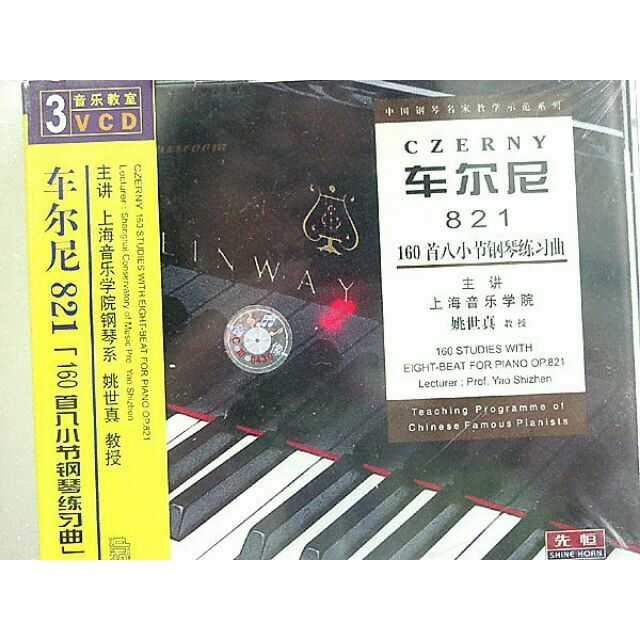 3
音乐教室
VCD
车尔尼 821
「160首八小节钢琴练习曲」
主讲 上海音乐学院钢琴系 姚世真 教授
CZERNY 160 STUDIES WITH EIGHT-BEAT FOR PIANO OP.821
Lecturer : Shanghai Conservatory of Music Pro. Yao Shizhen
INWAY
中国钢琴名家教学示范系列
CZERNY
车尔尼
821
160 首八小节钢琴练习曲
主 讲
上海音乐学院
姚世真 教授
160 STUDIES WITH
EIGHT-BEAT FOR PIANO OP.821
Lecturer : Prof. Yao Shizhen
Teaching Programme of
Chinese Famous Pianists
先恒
SHINE HORN